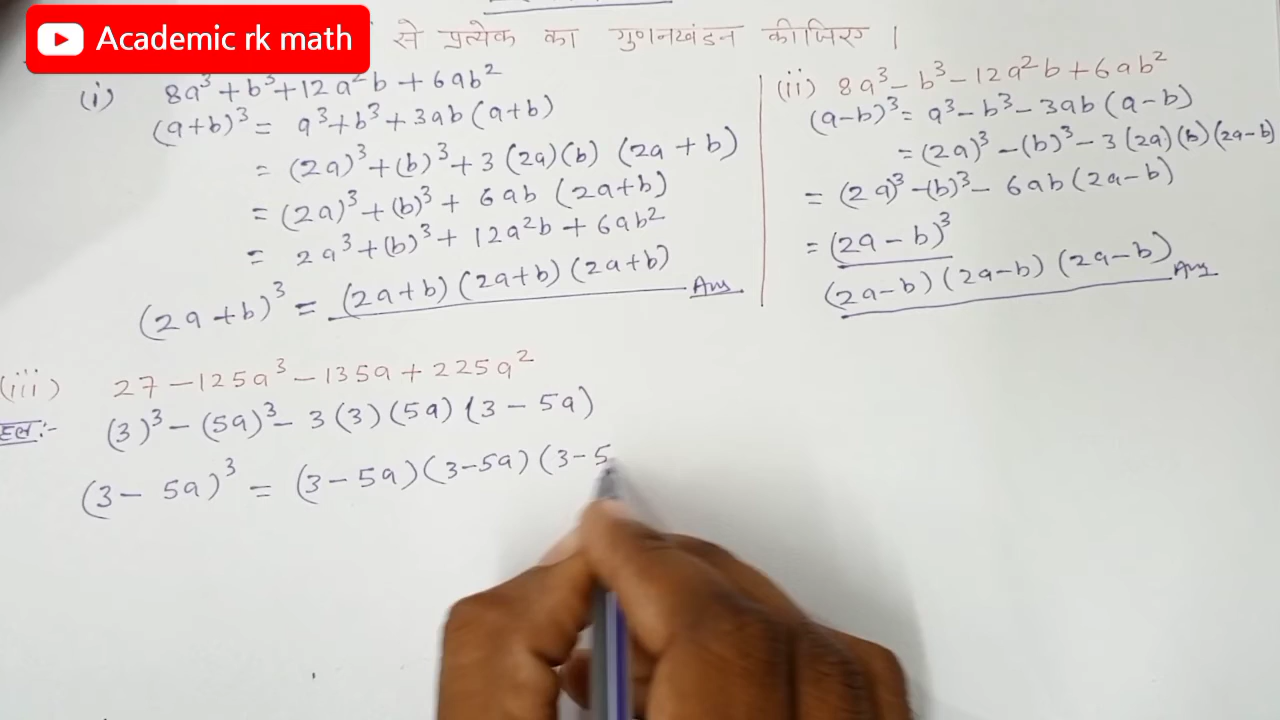 Academic rk math
से प्रत्येक का गुणनखंडन कीजिए ।
(i) 8a³ + b³ + 12a²b + 6ab²
(a+b)³ = a³+b³+3ab(a+b)
= (2a)³+(b)³+3(2a)(b) (2a+b)
= (2a)³+(b)³+ 6ab (2a+b)
= 2a³+(b)³+ 12a²b + 6ab²
(2a+b)³ = (2a+b)(2a+b)(2a+b) Ans
(ii) 8a³ - b³ - 12a²b + 6ab²
(a-b)³ = a³ - b³ - 3ab(a-b)
= (2a)³ - (b)³ - 3(2a)(b)(2a-b)
= (2a)³ - (b)³ - 6ab(2a-b)
= (2a-b)³
(2a-b)(2a-b)(2a-b) Ans
(iii) 27 - 125a³ - 135a + 225a²
हल:- (3)³ - (5a)³ - 3(3)(5a)(3-5a)
(3-5a)³ = (3-5a)(3-5a)(3-5